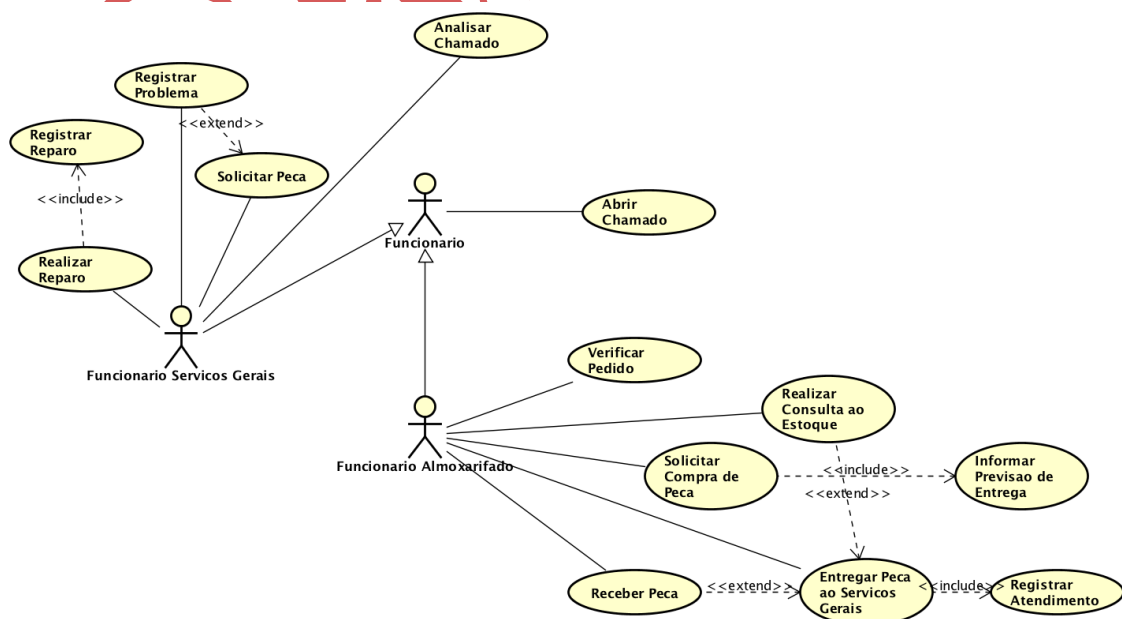 Analisar
Chamado
Registrar
Problema
<<extend>>
Registrar
Reparo
Solicitar Peca
<<include>>
Abrir
Chamado
Funcionario
Realizar
Reparo
Funcionario Servicos Gerais
Verificar
Pedido
Realizar
Consulta ao
Estoque
Funcionario Almoxarifado
Solicitar
Compra de
Peca
<<include>>
Informar
Previsao de
Entrega
<<extend>>
Receber Peca
<<extend>>
Entregar Peca
ao Servicos
Gerais
<<include>>
Registrar
Atendimento